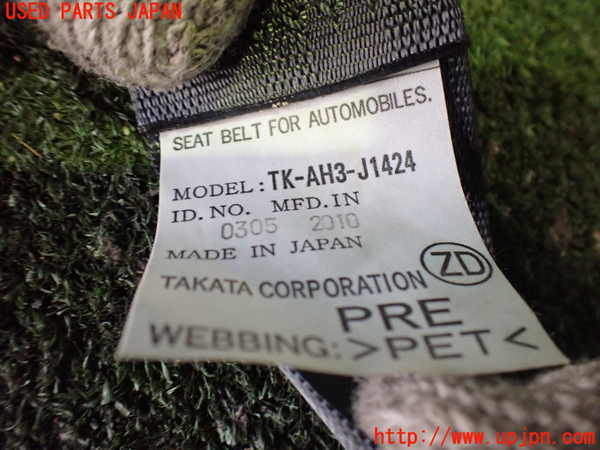 USED PARTS JAPAN
SEAT BELT FOR AUTOMOBILES.
MODEL: TK-AH3-J1424
ID. NO. MFD. IN
0305 2010
MADE IN JAPAN
TAKATA CORPORATION ZD
PRE
WEBBING: >PET<
http://www.upjpn.com/